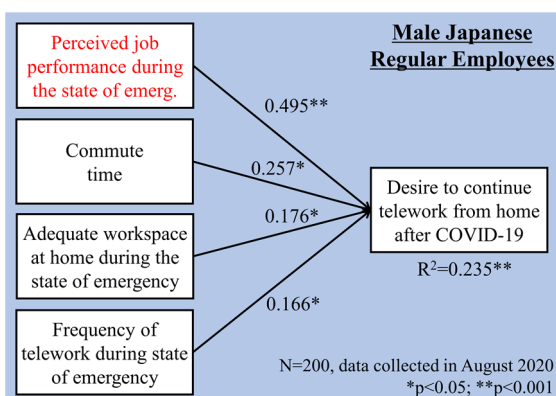 Male Japanese
Regular Employees
Perceived job
performance during
the state of emerg.
0.495**
Commute
time
0.257*
Adequate workspace
at home during the
state of emergency
0.176*
Frequency of
telework during state
of emergency
0.166*
Desire to continue
telework from home
after COVID-19
R²=0.235**
N=200, data collected in August 2020
*p<0.05; **p<0.001